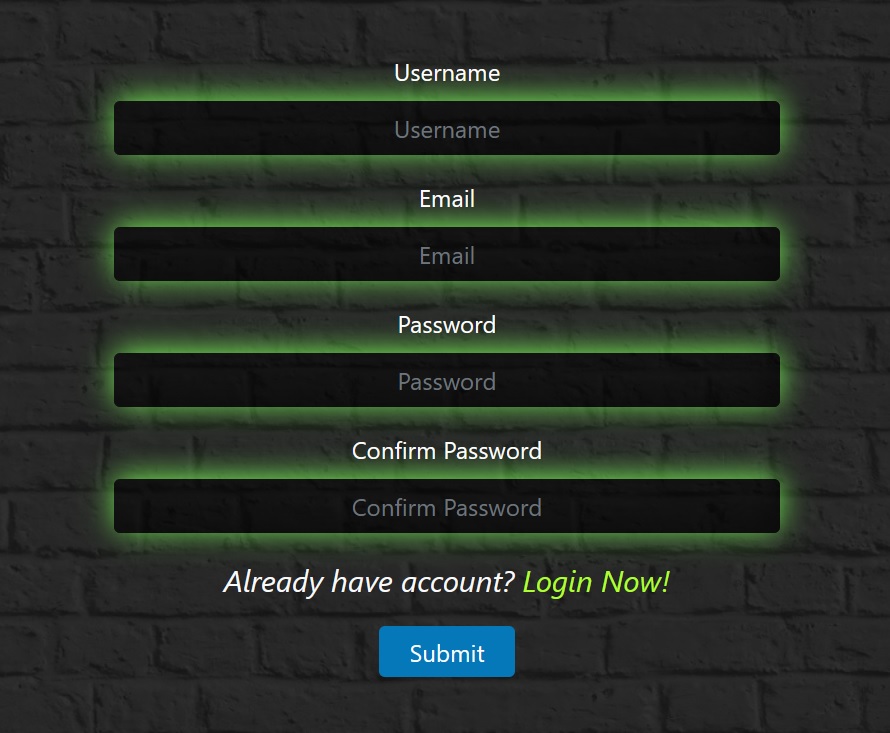 Username
Username
Email
Email
Password
Password
Confirm Password
Confirm Password
Already have account? Login Now!
Submit